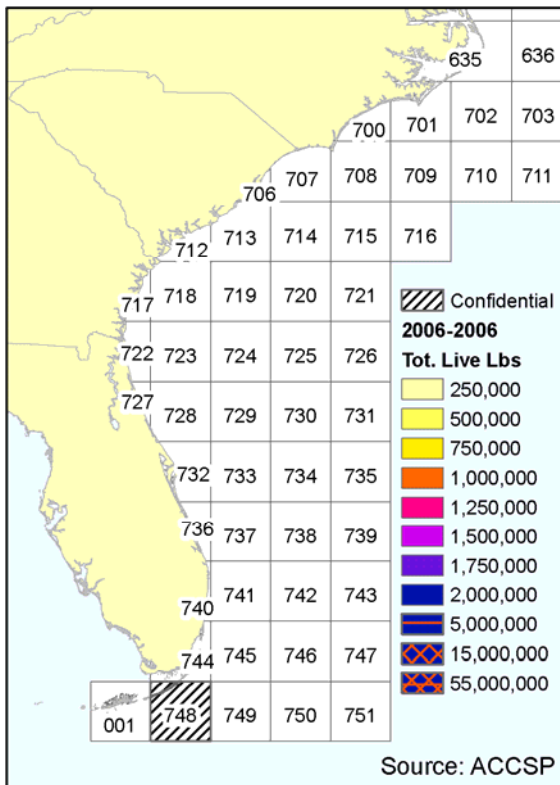 635 636
700 701 702 703
706 707 708 709 710 711
712 713 714 715 716
717 718 719 720 721
722 723 724 725 726
727 728 729 730 731
732 733 734 735
736 737 738 739
740 741 742 743
744 745 746 747
001 748 749 750 751
Confidential
2006-2006
Tot. Live Lbs
250,000
500,000
750,000
1,000,000
1,250,000
1,500,000
1,750,000
2,000,000
5,000,000
15,000,000
55,000,000
Source: ACCSP